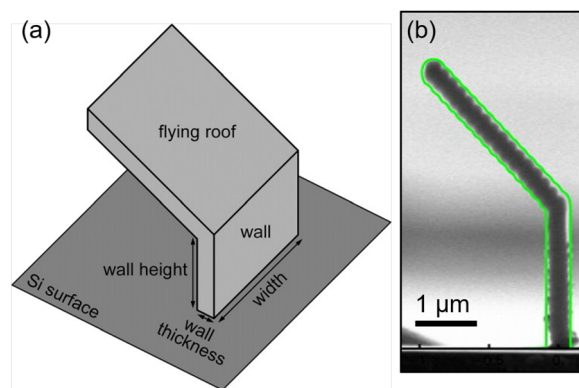 (a)
flying roof
wall
wall height
width
wall
thickness
Si surface
(b)
1 µm